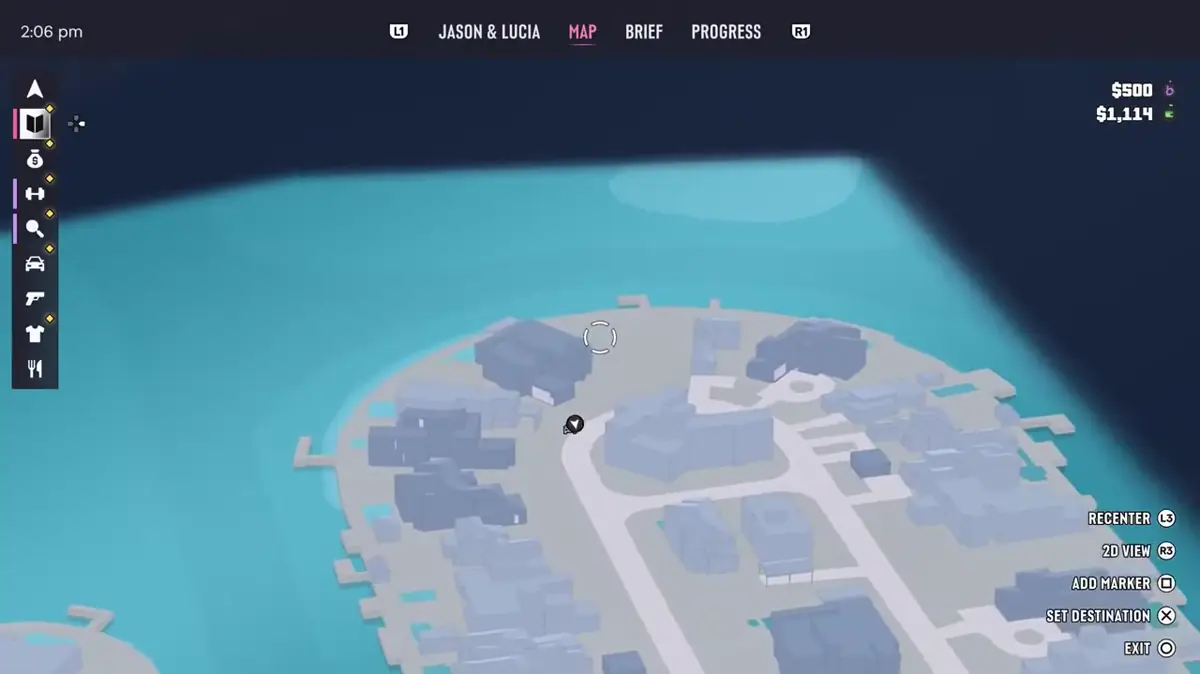 2:06 pm
L1 JASON & LUCIA MAP BRIEF PROGRESS R1
$500
$1,114
RECENTER L3
2D VIEW R3
ADD MARKER
SET DESTINATION
EXIT